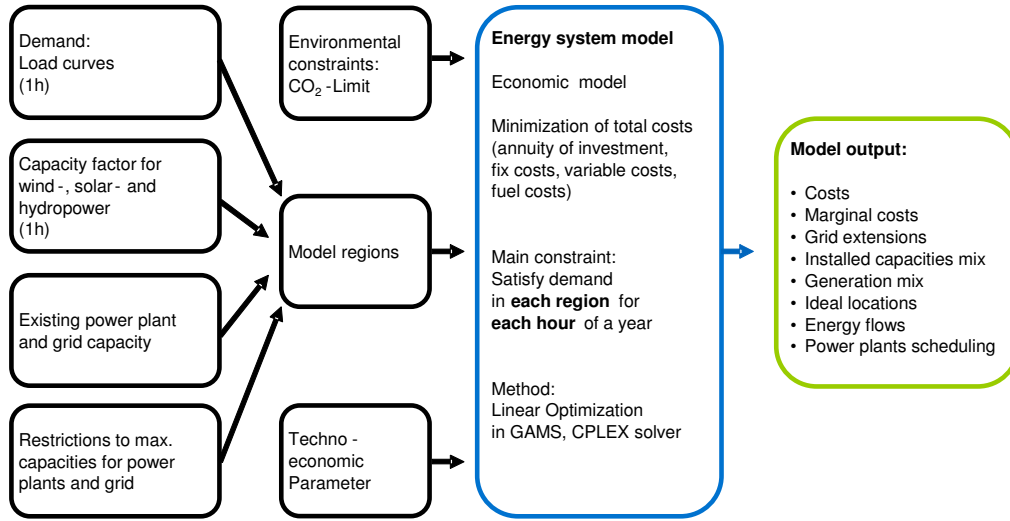 Demand:
Load curves
(1h)
Capacity factor for
wind -, solar - and
hydropower
(1h)
Existing power plant
and grid capacity
Restrictions to max.
capacities for power
plants and grid
Environmental
constraints:
CO₂ -Limit
Model regions
Techno -
economic
Parameter
Energy system model
Economic model
Minimization of total costs
(annuity of investment,
fix costs, variable costs,
fuel costs)
Main constraint:
Satisfy demand
in each region for
each hour of a year
Method:
Linear Optimization
in GAMS, CPLEX solver
Model output:
• Costs
• Marginal costs
• Grid extensions
• Installed capacities mix
• Generation mix
• Ideal locations
• Energy flows
• Power plants scheduling